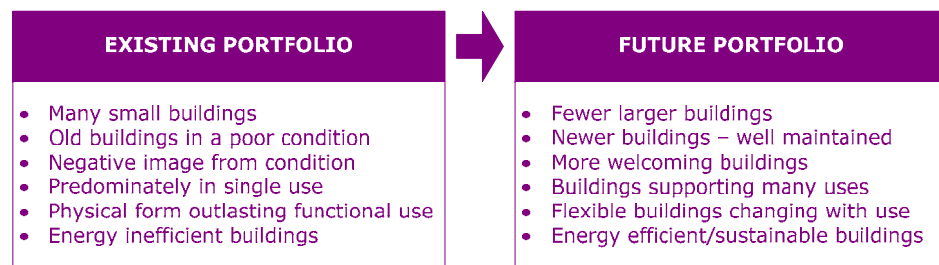 EXISTING PORTFOLIO
• Many small buildings
• Old buildings in a poor condition
• Negative image from condition
• Predominately in single use
• Physical form outlasting functional use
• Energy inefficient buildings
FUTURE PORTFOLIO
• Fewer larger buildings
• Newer buildings – well maintained
• More welcoming buildings
• Buildings supporting many uses
• Flexible buildings changing with use
• Energy efficient/sustainable buildings